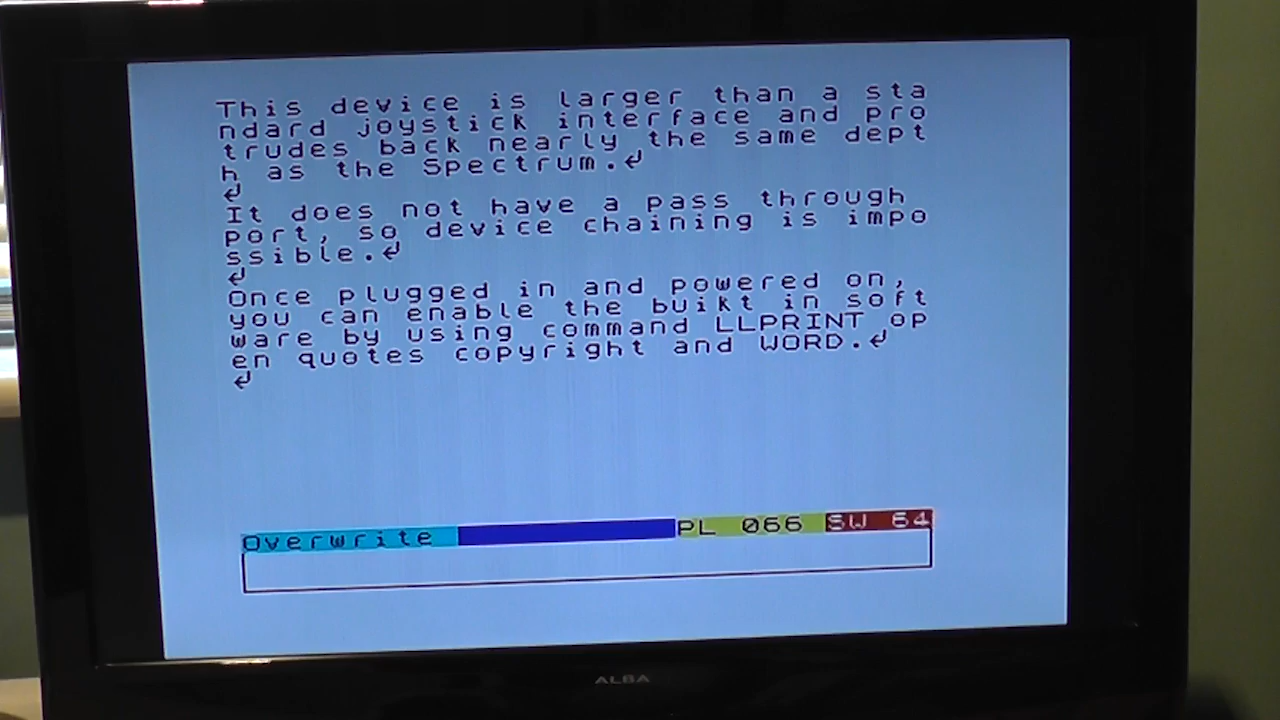 This device is larger than a sta
ndard joystick interface and pro
trudes back nearly the same dept
h as the Spectrum.↲
↲
It does not have a pass through
port, so device chaining is impo
ssible.↲
↲
Once plugged in and powered on,
you can enable the buikt in soft
ware by using command LLPRINT op
en quotes copyright and WORD.↲
↲
Overwrite PL 066 SW 64
ALBA